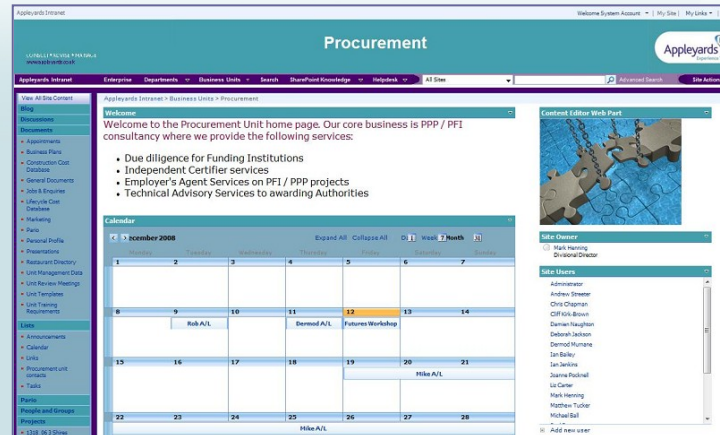 Appleyards Intranet
Welcome System Account | My Site | My Links
Procurement
Appleyards
Appleyards Intranet Enterprise Departments Business Units Search SharePoint Knowledge Helpdesk All Sites Advanced Search Site Action
View All Site Content
Appleyards Intranet > Business Units > Procurement
Blog
Discussions
Documents
Appointments
Business Plans
Construction Cost
Database
General Documents
Jobs & Enquiries
Lifecycle Cost
Database
Marketing
Personal Profile
Presentations
Restaurant Directory
Unit Management Data
Unit Review Meetings
Unit Templates
Unit Training
Requirements
Lists
Announcements
Calendar
Links
Procurement unit
contacts
Tasks
People and Groups
Projects
Welcome
Welcome to the Procurement Unit home page. Our core business is PPP / PFI
consultancy where we provide the following services:
• Due diligence for Funding Institutions
• Independent Certifier services
• Employer's Agent Services on PFI / PPP projects
• Technical Advisory Services to awarding Authorities
Calendar
ecember 2008 Expand All Collapse All Week Month
Monday Tuesday Wednesday Thursday Friday Saturday Sunday
1 2 3 4 5 6 7
8 9 10 11 12 13 14
Rob A/L Dermod A/L Futures Workshop
15 16 17 18 19 20 21
Mike A/L
22 23 24 25 26 27 28
Mike A/L
Content Editor Web Part
Site Owner
Mark Henning
Divisional Director
Site Users
Administrator
Andrew Streeter
Chris Chapman
Cliff Kirk-Brown
Damien Naughton
Deborah Jackson
Dermod Murnane
Ian Bailey
Ian Jenkins
Joanne Pocknell
Liz Carter
Mark Henning
Matthew Tucker
Michael Ball
Add new user